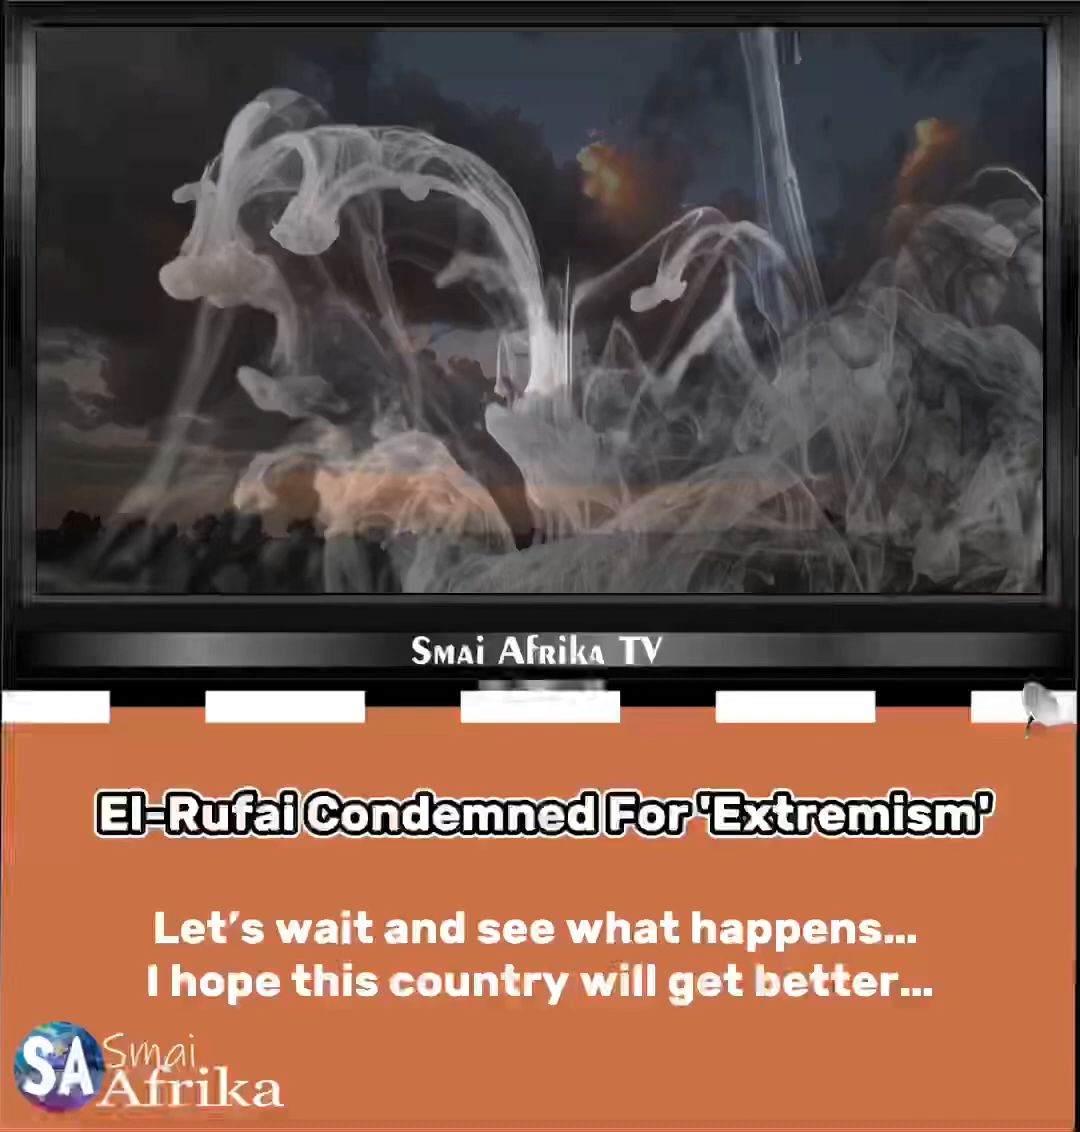 Smai Afrika TV
El-Rufai Condemned For 'Extremism'
Let's wait and see what happens...
I hope this country will get better...
SA Smai
Afrika